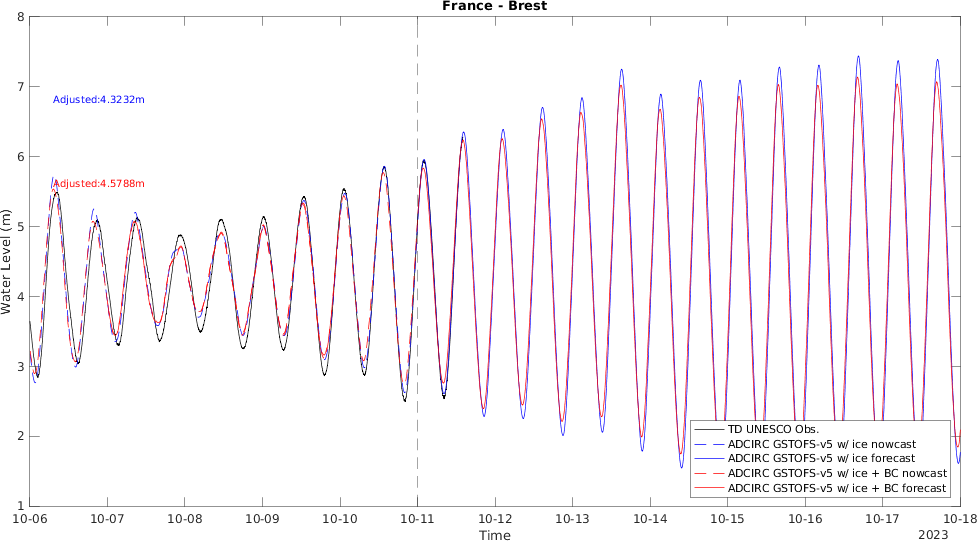 France - Brest
8
7
6
5
4
3
2
1
Water Level (m)
Adjusted:4.3232m
Adjusted:4.5788m
TD UNESCO Obs.
ADCIRC GSTOFS-v5 w/ ice nowcast
ADCIRC GSTOFS-v5 w/ ice forecast
ADCIRC GSTOFS-v5 w/ ice + BC nowcast
ADCIRC GSTOFS-v5 w/ ice + BC forecast
10-06 10-07 10-08 10-09 10-10 10-11 10-12 10-13 10-14 10-15 10-16 10-17 10-18
Time
2023